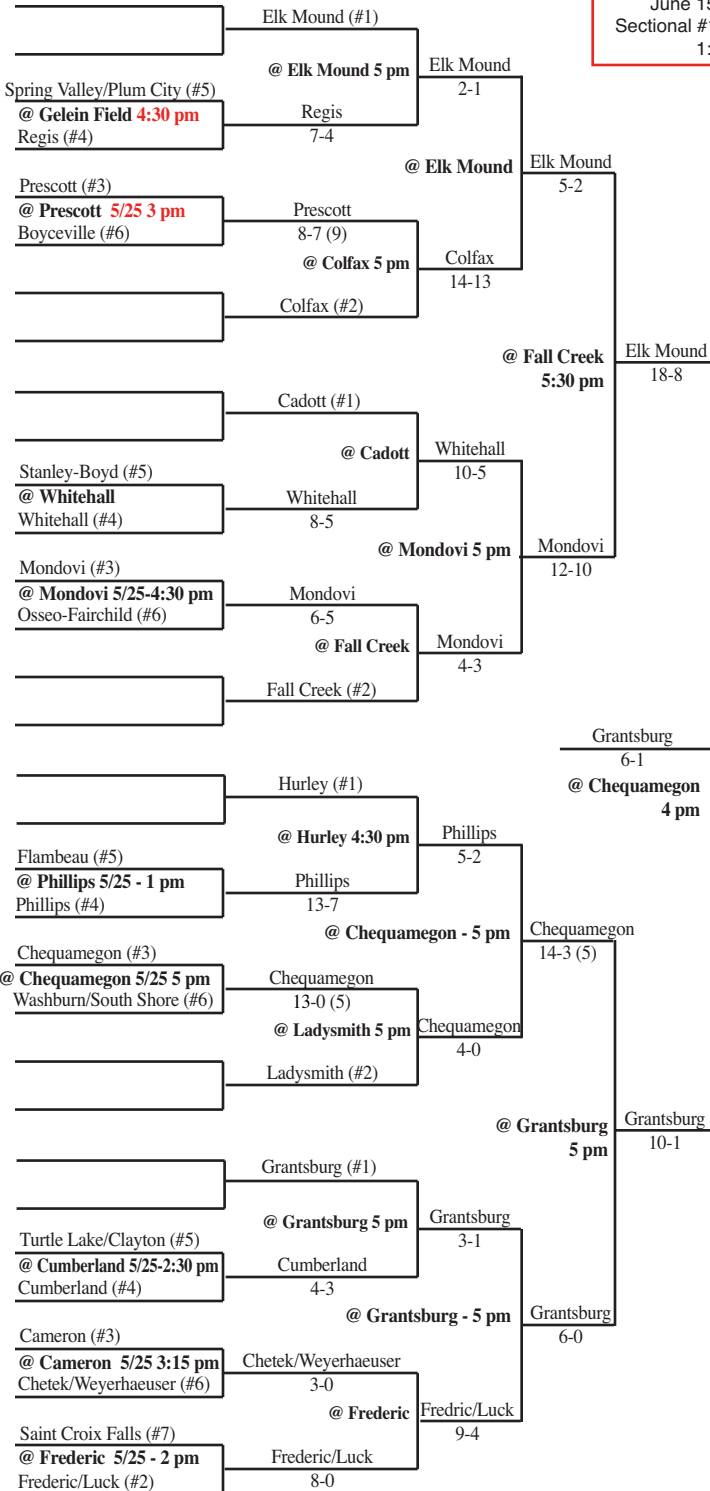 June 15
Sectional #1
1:
Elk Mound (#1)
@ Elk Mound 5 pm
Elk Mound
2-1
Spring Valley/Plum City (#5)
@ Gelein Field 4:30 pm
Regis (#4)
Regis
7-4
@ Elk Mound
Elk Mound
5-2
Prescott (#3)
@ Prescott 5/25 3 pm
Boyceville (#6)
Prescott
8-7 (9)
@ Colfax 5 pm
Colfax
14-13
Colfax (#2)
@ Fall Creek
5:30 pm
Elk Mound
18-8
Cadott (#1)
@ Cadott
Whitehall
10-5
Stanley-Boyd (#5)
@ Whitehall
Whitehall (#4)
Whitehall
8-5
@ Mondovi 5 pm
Mondovi
12-10
Mondovi (#3)
@ Mondovi 5/25-4:30 pm
Osseo-Fairchild (#6)
Mondovi
6-5
@ Fall Creek
Mondovi
4-3
Fall Creek (#2)
Grantsburg
6-1
@ Chequamegon
4 pm
Hurley (#1)
@ Hurley 4:30 pm
Phillips
5-2
Flambeau (#5)
@ Phillips 5/25 - 1 pm
Phillips (#4)
Phillips
13-7
@ Chequamegon - 5 pm
Chequamegon
14-3 (5)
Chequamegon (#3)
@ Chequamegon 5/25 5 pm
Washburn/South Shore (#6)
Chequamegon
13-0 (5)
@ Ladysmith 5 pm
Chequamegon
4-0
Ladysmith (#2)
@ Grantsburg
5 pm
Grantsburg
10-1
Grantsburg (#1)
@ Grantsburg 5 pm
Grantsburg
3-1
Turtle Lake/Clayton (#5)
@ Cumberland 5/25-2:30 pm
Cumberland (#4)
Cumberland
4-3
@ Grantsburg - 5 pm
Grantsburg
6-0
Cameron (#3)
@ Cameron 5/25 3:15 pm
Chetek/Weyerhaeuser (#6)
Chetek/Weyerhaeuser
3-0
@ Frederic
Fredric/Luck
9-4
Saint Croix Falls (#7)
@ Frederic 5/25 - 2 pm
Frederic/Luck (#2)
Frederic/Luck
8-0